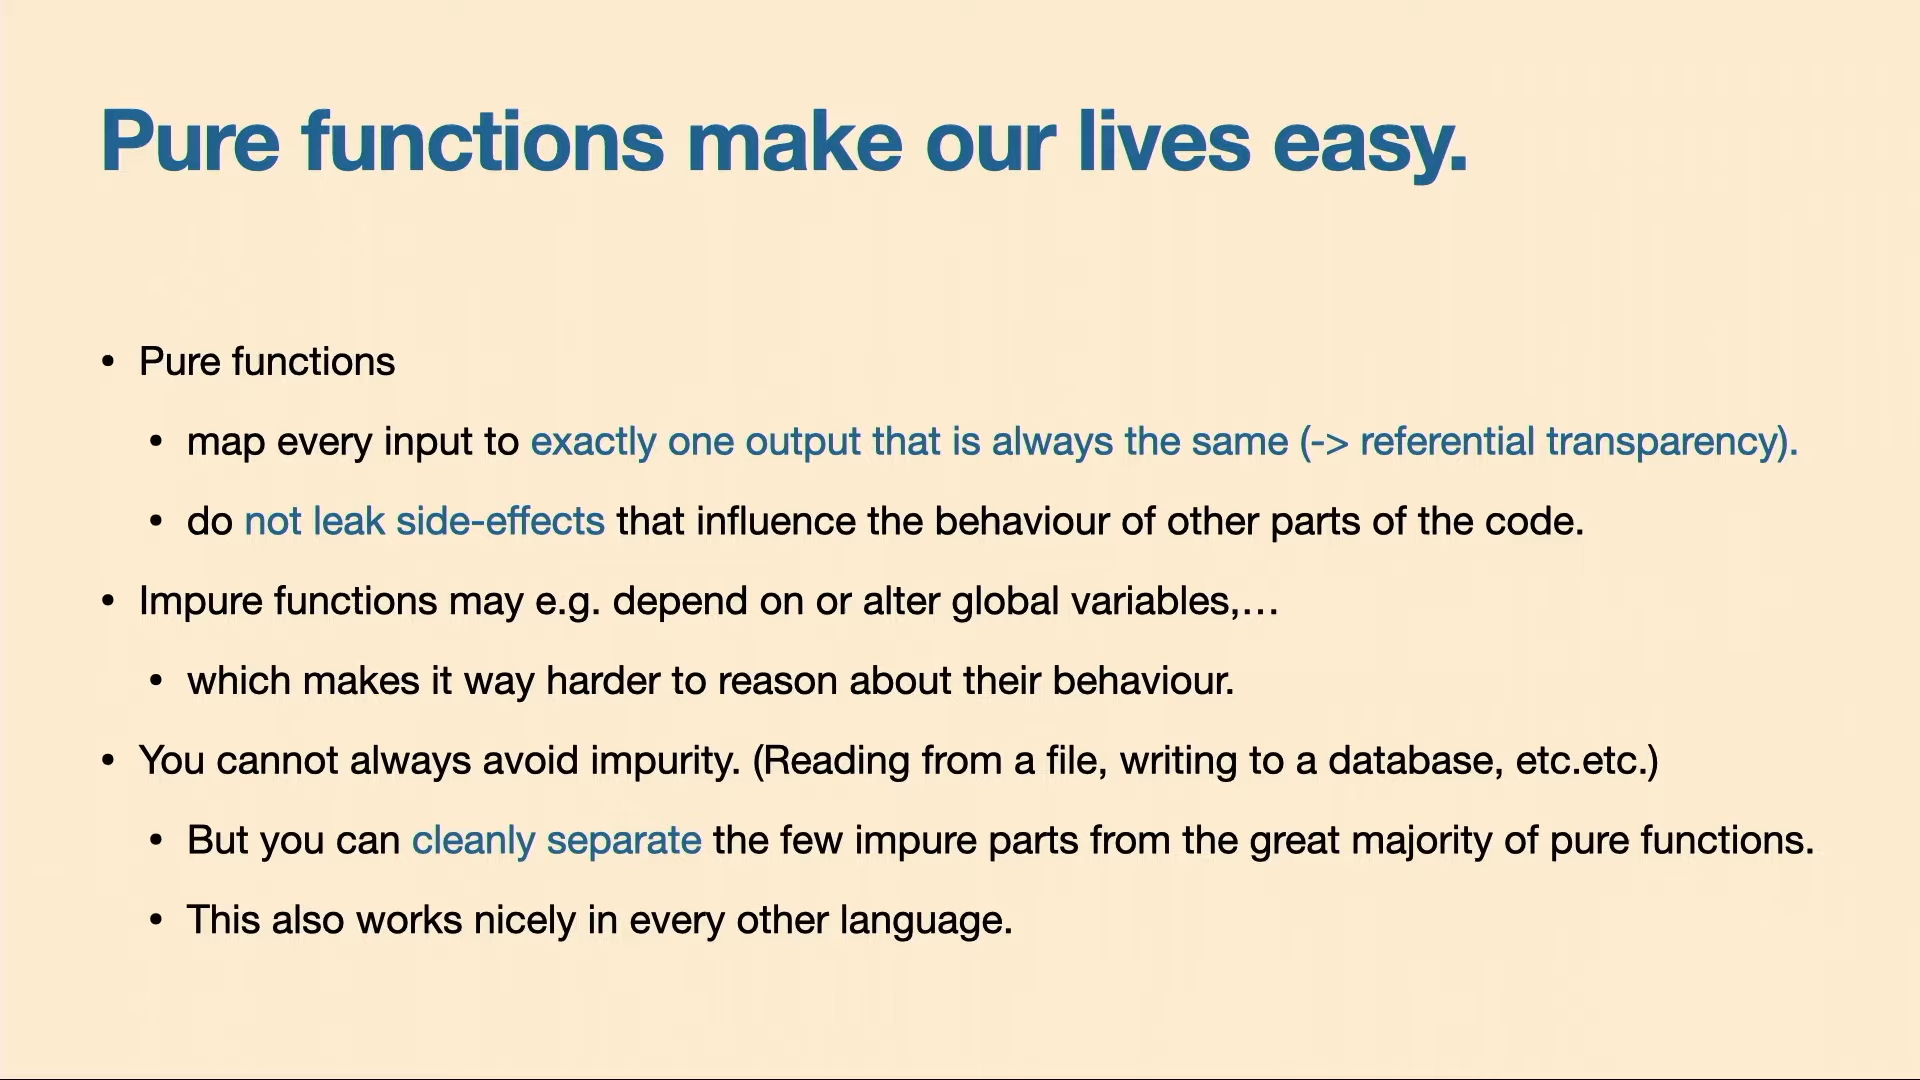 Pure functions make our lives easy.
• Pure functions
• map every input to exactly one output that is always the same (-> referential transparency).
• do not leak side-effects that influence the behaviour of other parts of the code.
• Impure functions may e.g. depend on or alter global variables,…
• which makes it way harder to reason about their behaviour.
• You cannot always avoid impurity. (Reading from a file, writing to a database, etc.etc.)
• But you can cleanly separate the few impure parts from the great majority of pure functions.
• This also works nicely in every other language.